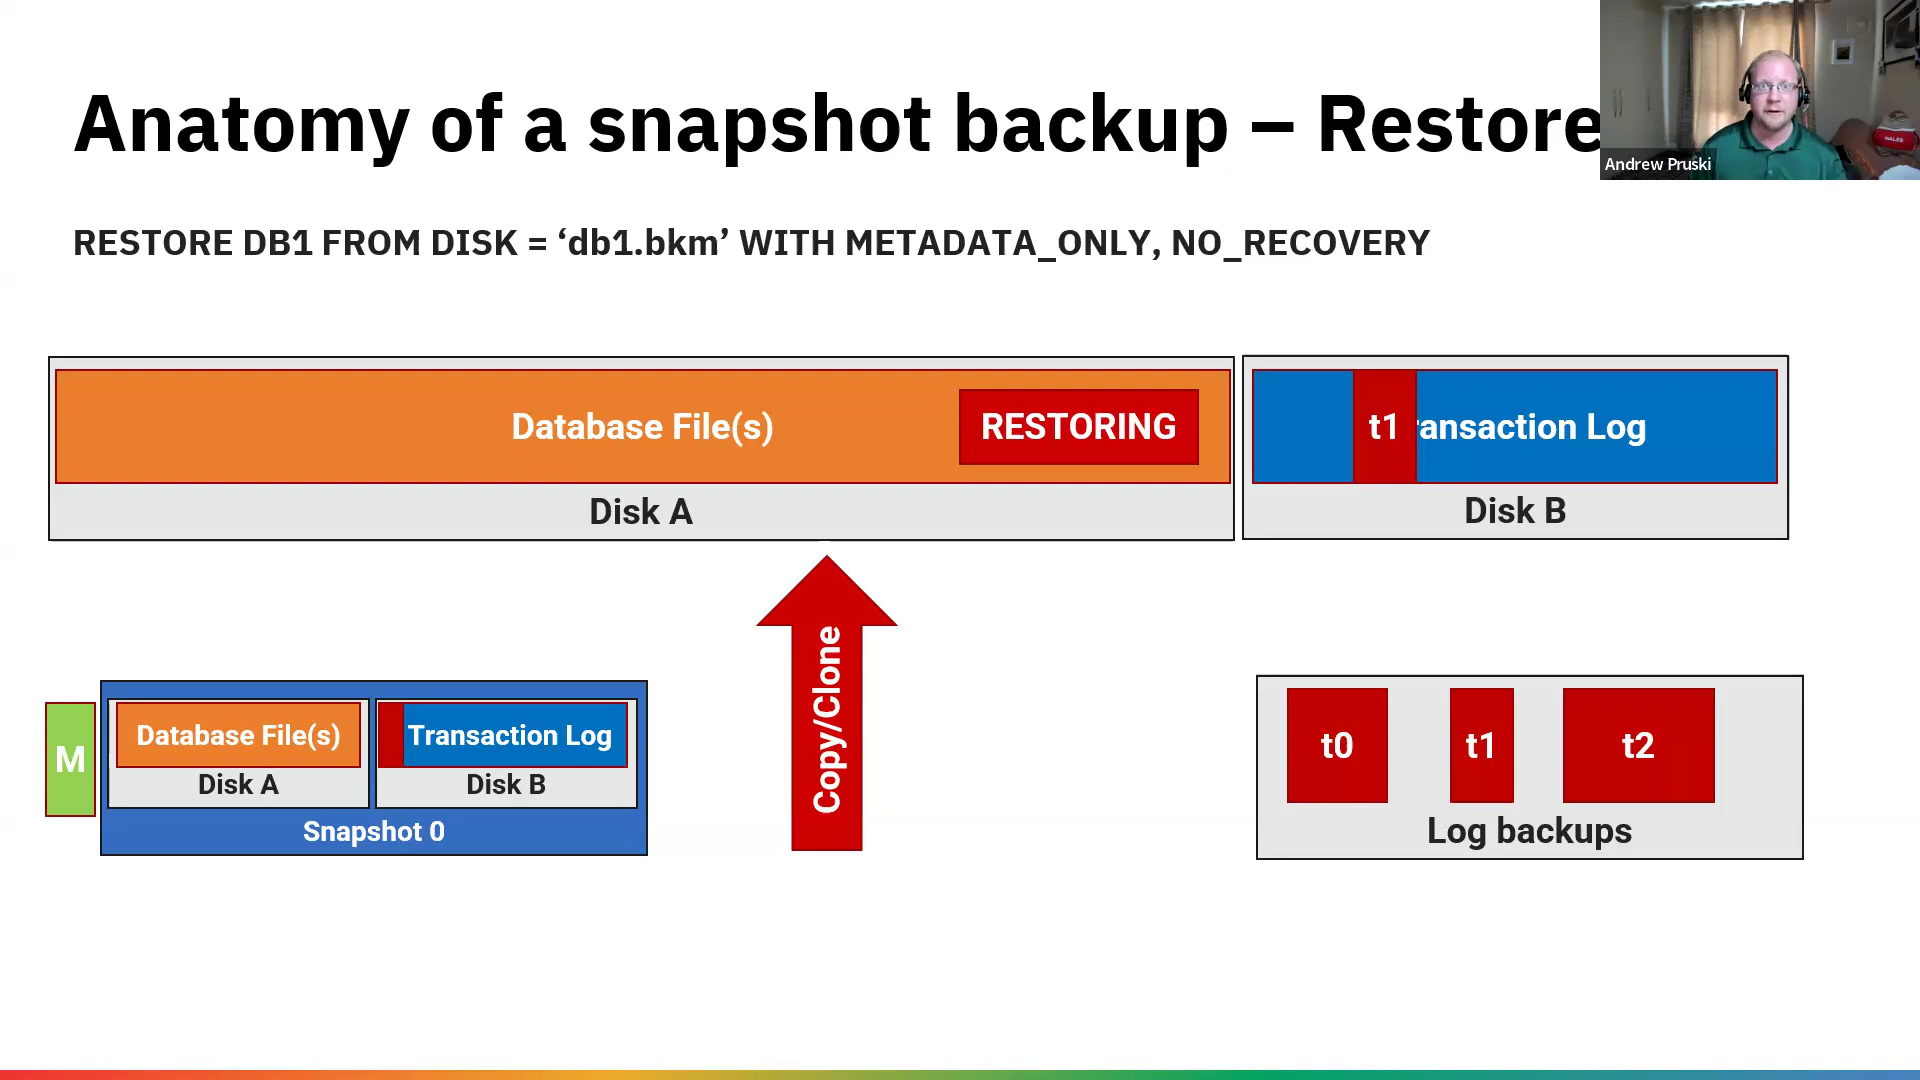 Anatomy of a snapshot backup – Restore
Andrew Pruski
WALES
RESTORE DB1 FROM DISK = ‘db1.bkm’ WITH METADATA_ONLY, NO_RECOVERY
Database File(s)
RESTORING
t1
ransaction Log
Disk A
Disk B
Copy/Clone
M
Database File(s)
Transaction Log
Disk A
Disk B
Snapshot 0
t0
t1
t2
Log backups